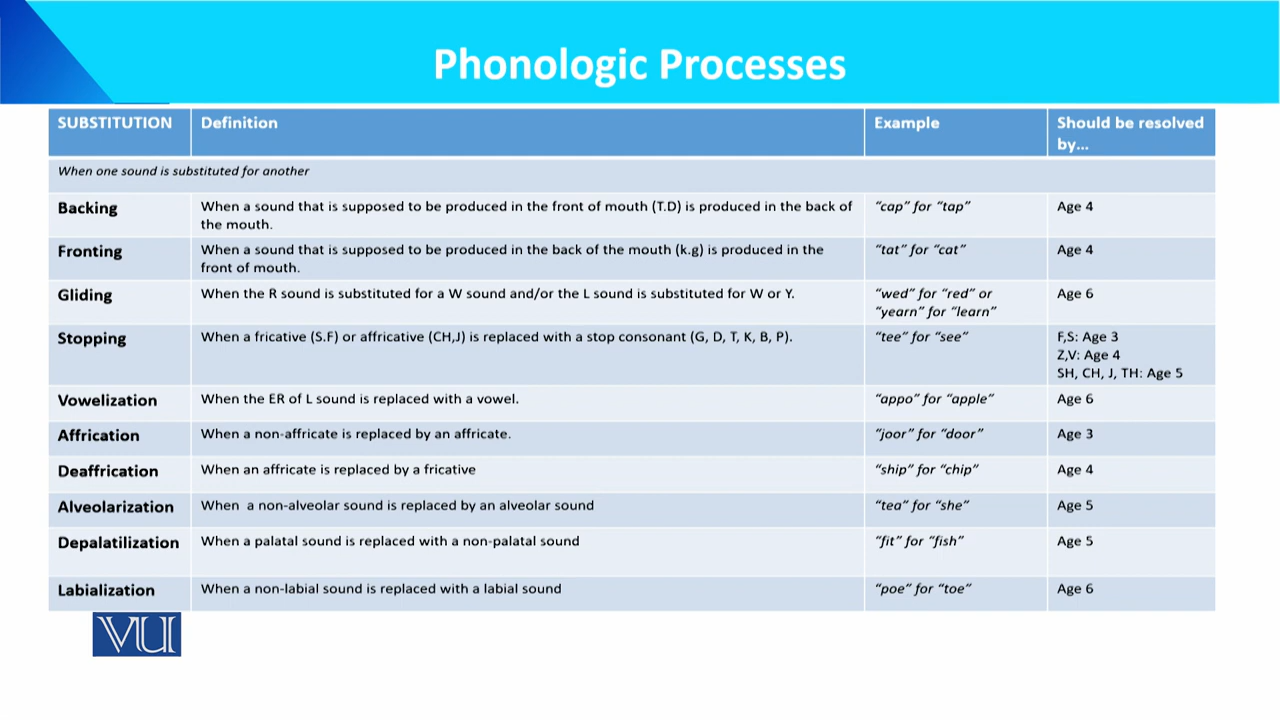 Phonologic Processes
SUBSTITUTION Definition Example Should be resolved
by...
When one sound is substituted for another
Backing When a sound that is supposed to be produced in the front of mouth (T.D) is produced in the back of "cap" for "tap" Age 4
the mouth.
Fronting When a sound that is supposed to be produced in the back of the mouth (k.g) is produced in the "tat" for "cat" Age 4
front of mouth.
Gliding When the R sound is substituted for a W sound and/or the L sound is substituted for W or Y. "wed" for "red" or Age 6
"yearn" for "learn"
Stopping When a fricative (S.F) or affricative (CH,J) is replaced with a stop consonant (G, D, T, K, B, P). "tee" for "see" F,S: Age 3
Z,V: Age 4
SH, CH, J, TH: Age 5
Vowelization When the ER of L sound is replaced with a vowel. "appo" for "apple" Age 6
Affrication When a non-affricate is replaced by an affricate. "joor" for "door" Age 3
Deaffrication When an affricate is replaced by a fricative "ship" for "chip" Age 4
Alveolarization When a non-alveolar sound is replaced by an alveolar sound "tea" for "she" Age 5
Depalatilization When a palatal sound is replaced with a non-palatal sound "fit" for "fish" Age 5
Labialization When a non-labial sound is replaced with a labial sound "poe" for "toe" Age 6
VU